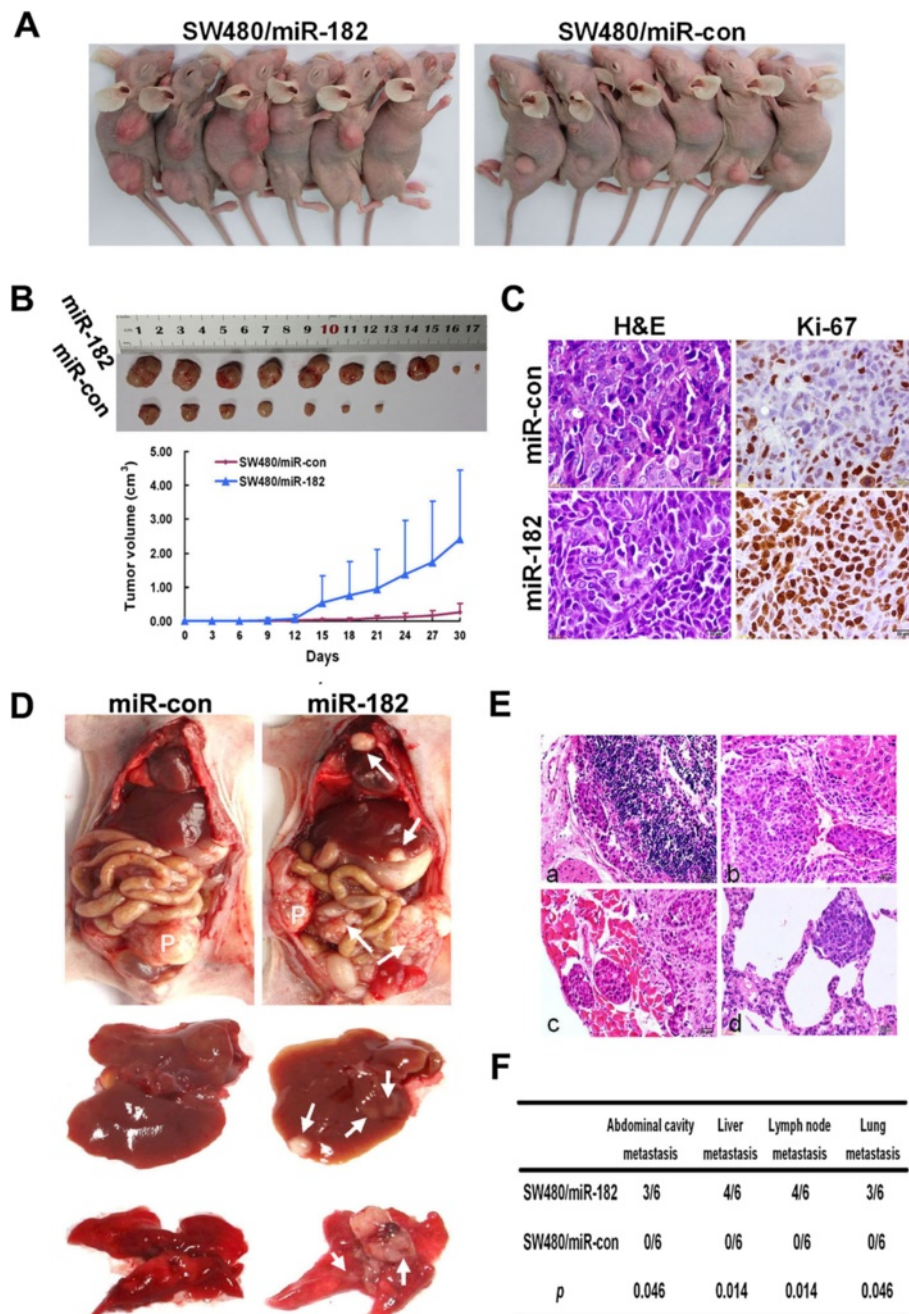 A
SW480/miR-182
SW480/miR-con
B
miR-182
miR-con
1 2 3 4 5 6 7 8 9 10 11 12 13 14 15 16 17
5.00
4.00
3.00
2.00
1.00
0.00
Tumor volume (cm3)
SW480/miR-con
SW480/miR-182
0 3 6 9 12 15 18 21 24 27 30
Days
C
H&E
Ki-67
miR-con
miR-182
D
miR-con
miR-182
P
P
E
a
b
c
d
F
Abdominal cavity metastasis
Liver metastasis
Lymph node metastasis
Lung metastasis
SW480/miR-182 3/6 4/6 4/6 3/6
SW480/miR-con 0/6 0/6 0/6 0/6
p 0.046 0.014 0.014 0.046